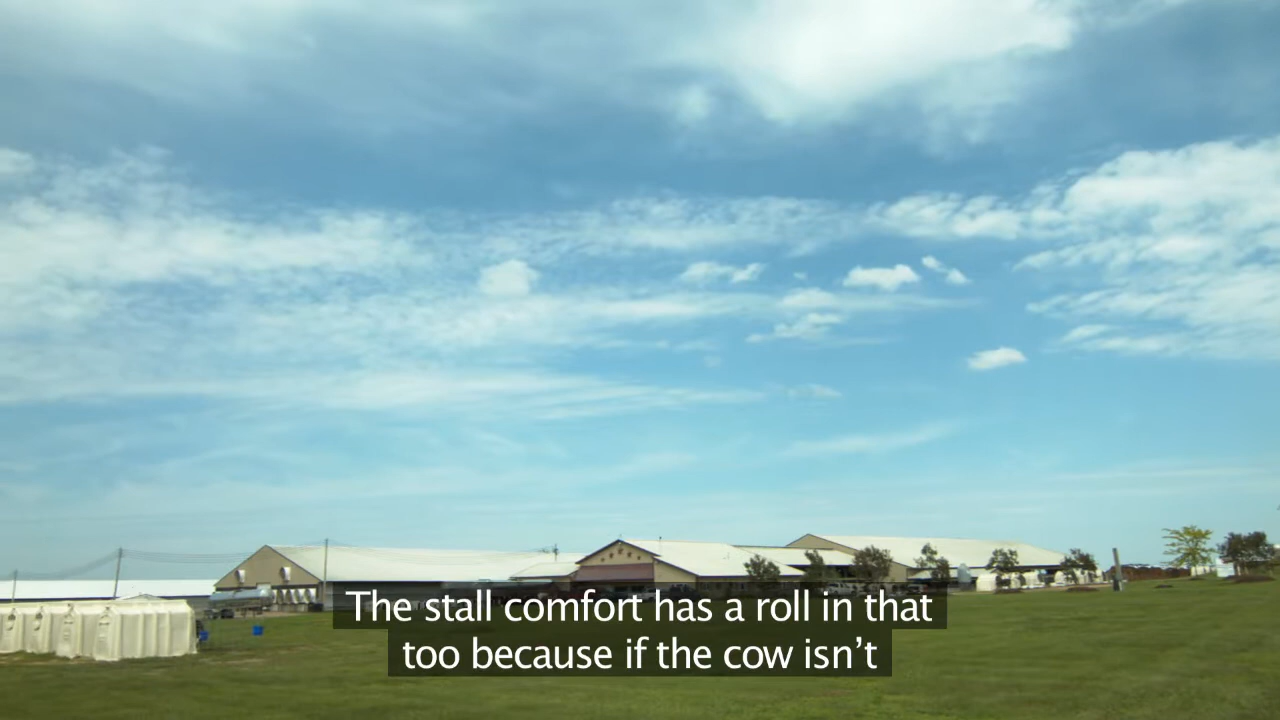 The stall comfort has a roll in that
too because if the cow isn’t